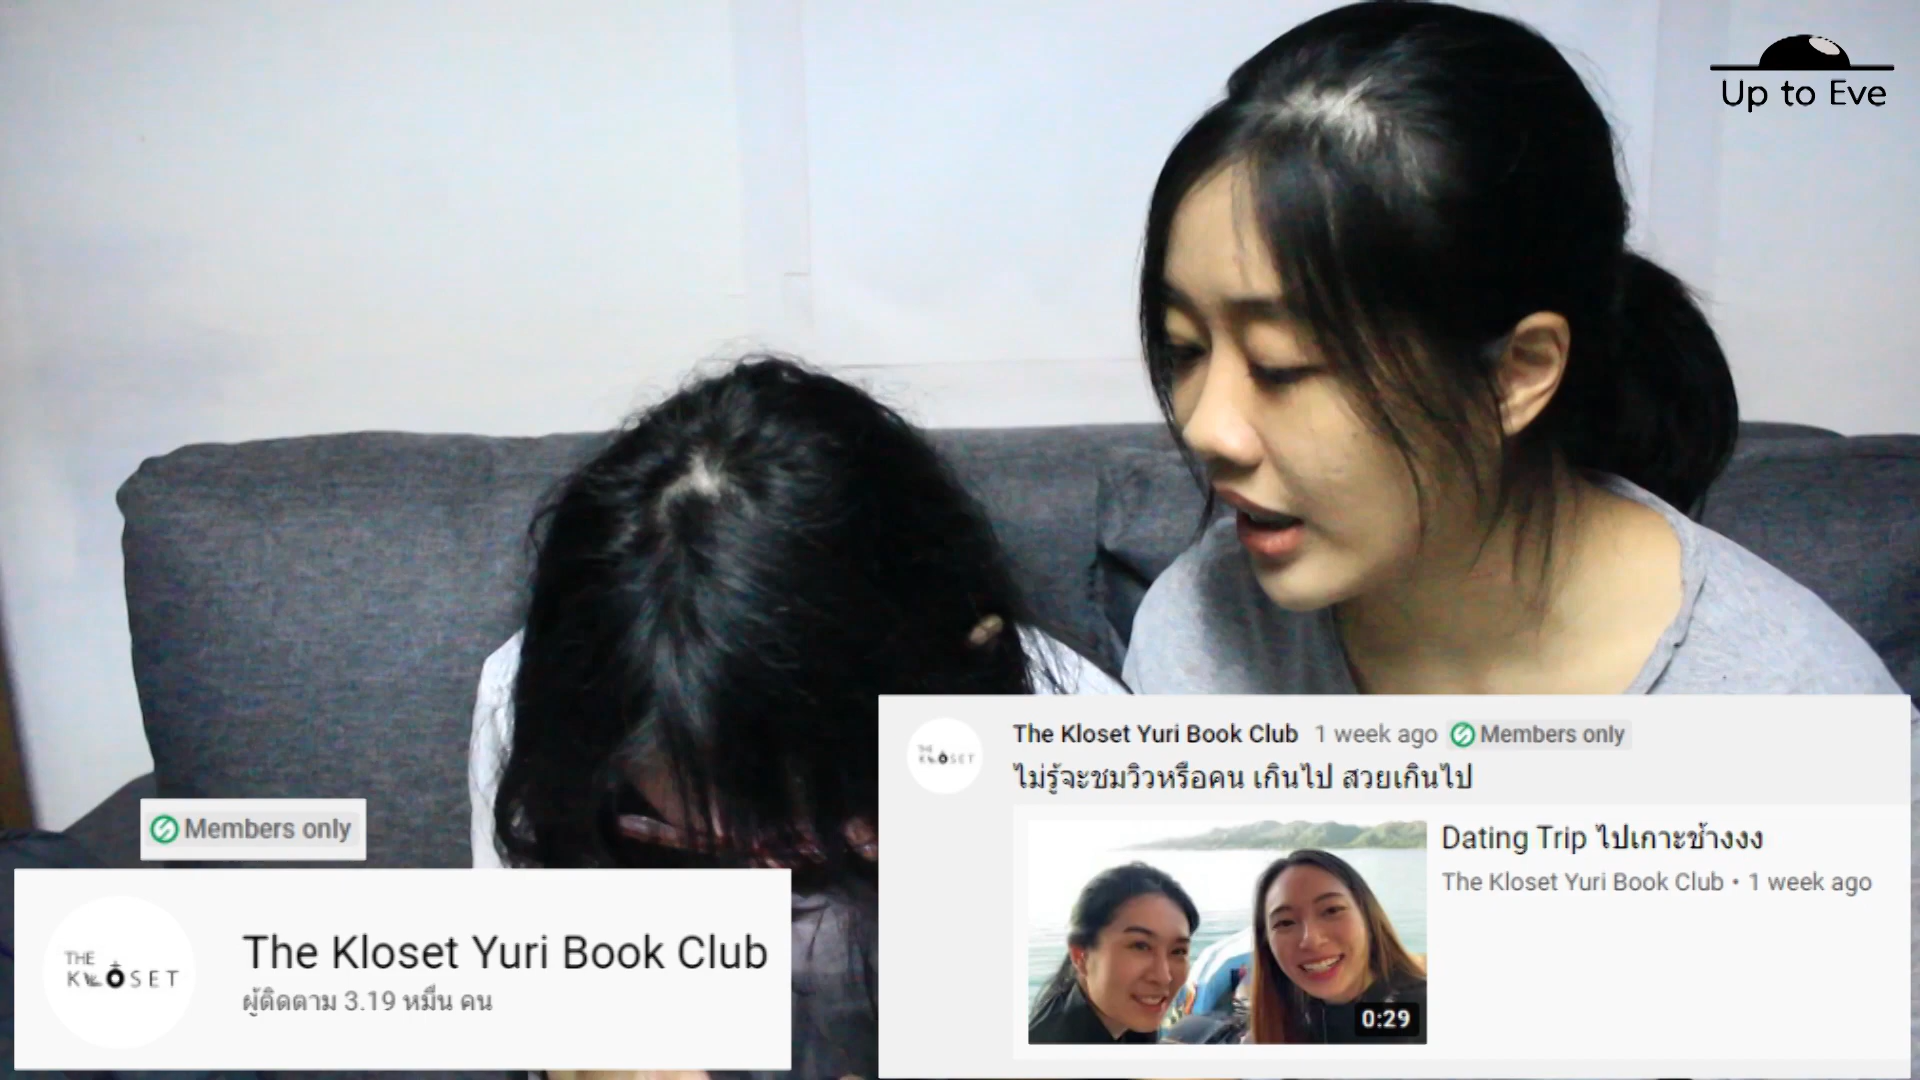 Up to Eve
THE
KLOSET
The Kloset Yuri Book Club 1 week ago Members only
ไม่รู้จะชมวิวหรือคน เกินไป สวยเกินไป
Dating Trip ไปเกาะช้างงง
The Kloset Yuri Book Club • 1 week ago
0:29
Members only
THE
KLOSET
The Kloset Yuri Book Club
ผู้ติดตาม 3.19 หมื่น คน